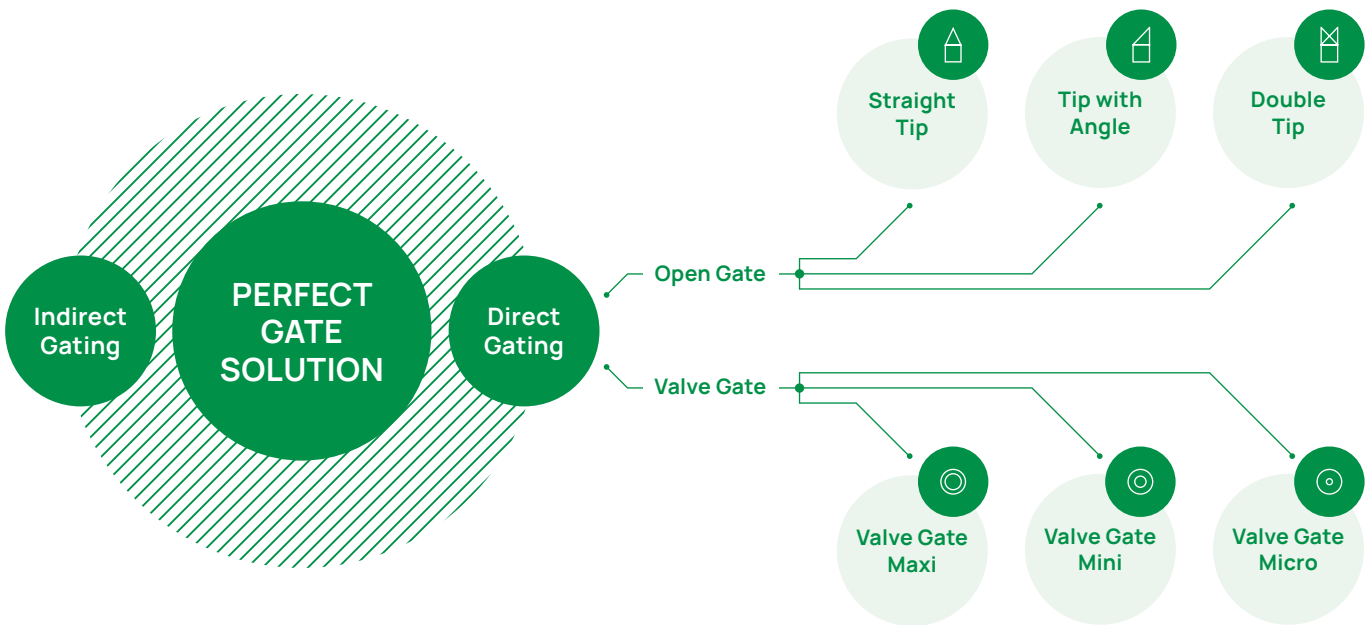 Indirect
Gating
PERFECT
GATE
SOLUTION
Direct
Gating
Open Gate
Valve Gate
Straight
Tip
Tip with
Angle
Double
Tip
Valve Gate
Maxi
Valve Gate
Mini
Valve Gate
Micro